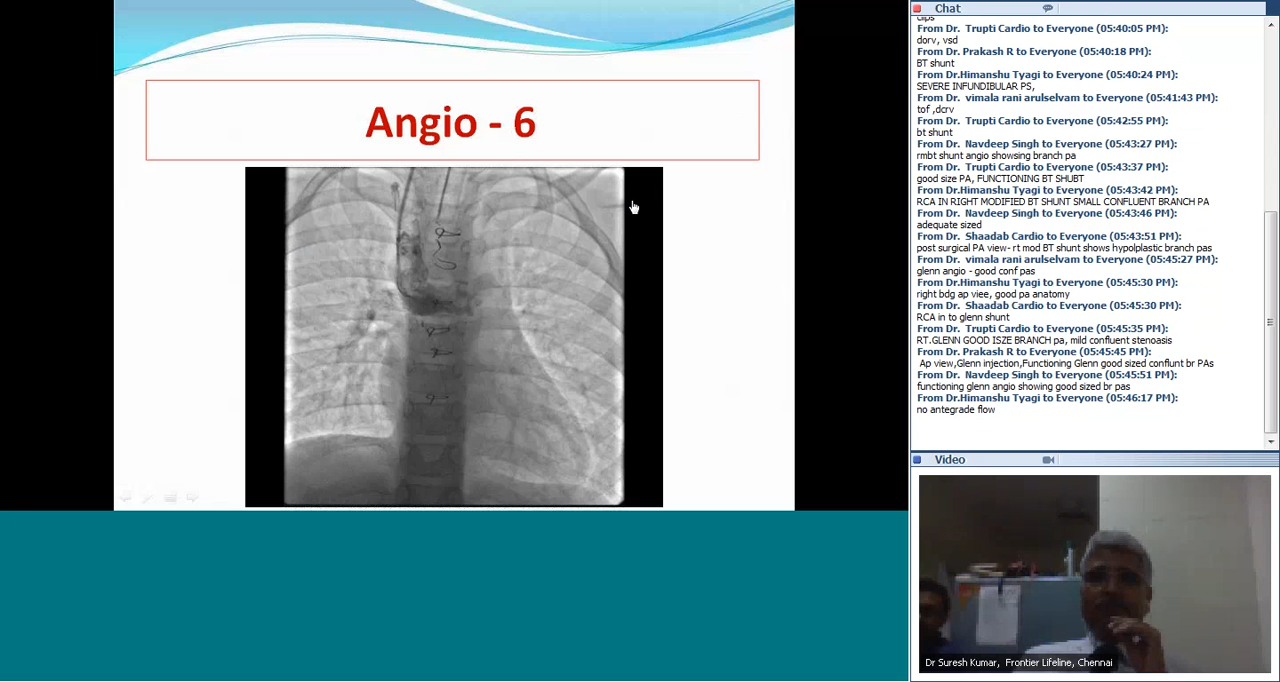 Angio - 6
Chat
clips
From Dr. Trupti Cardio to Everyone (05:40:05 PM):
dorv, vsd
From Dr. Prakash R to Everyone (05:40:18 PM):
BT shunt
From Dr.Himanshu Tyagi to Everyone (05:40:24 PM):
SEVERE INFUNDIBULAR PS,
From Dr. vimala rani arulselvam to Everyone (05:41:43 PM):
tof ,dcrv
From Dr. Trupti Cardio to Everyone (05:42:55 PM):
bt shunt
From Dr. Navdeep Singh to Everyone (05:43:27 PM):
rmbt shunt angio showsing branch pa
From Dr. Trupti Cardio to Everyone (05:43:37 PM):
good size PA, FUNCTIONING BT SHUBT
From Dr.Himanshu Tyagi to Everyone (05:43:42 PM):
RCA IN RIGHT MODIFIED BT SHUNT SMALL CONFLUENT BRANCH PA
From Dr. Navdeep Singh to Everyone (05:43:46 PM):
adequate sized
From Dr. Shaadab Cardio to Everyone (05:43:51 PM):
post surgical PA view- rt mod BT shunt shows hypolplastic branch pas
From Dr. vimala rani arulselvam to Everyone (05:45:27 PM):
glenn angio - good conf pas
From Dr.Himanshu Tyagi to Everyone (05:45:30 PM):
right bdg ap viee, good pa anatomy
From Dr. Shaadab Cardio to Everyone (05:45:30 PM):
RCA in to glenn shunt
From Dr. Trupti Cardio to Everyone (05:45:35 PM):
RT.GLENN GOOD ISZE BRANCH pa, mild confluent stenoasis
From Dr. Prakash R to Everyone (05:45:45 PM):
Ap view,Glenn injection,Functioning Glenn good sized conflunt br PAs
From Dr. Navdeep Singh to Everyone (05:45:51 PM):
functioning glenn angio showing good sized br pas
From Dr.Himanshu Tyagi to Everyone (05:46:17 PM):
no antegrade flow
Video
Dr Suresh Kumar, Frontier Lifeline, Chennai